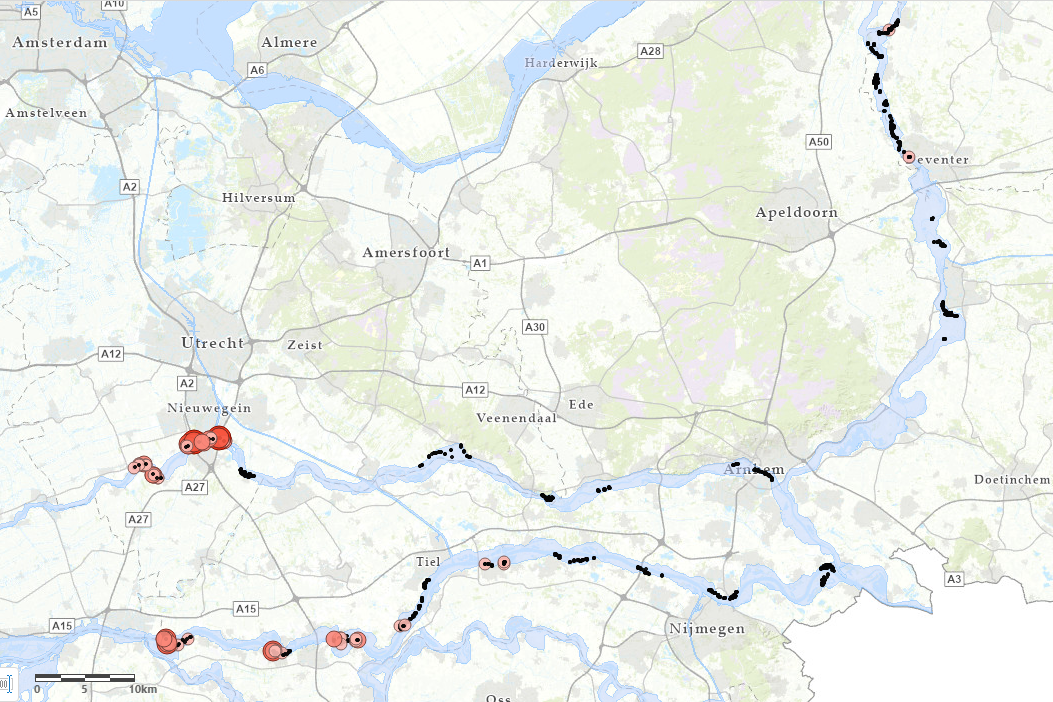 A5
A10
Amsterdam
Almere
A28
Harderwijk
A6
Amstelveen
A50
eventer
A2
Hilversum
Apeldoorn
Amersfoort
A1
A30
Utrecht
Zeist
A12
A2
A12
Nieuwegein
Ede
Veenendaal
Arnhem
Doetinchem
A27
A27
Tiel
A3
A15
A15
Nijmegen
0 5 10km
Oss